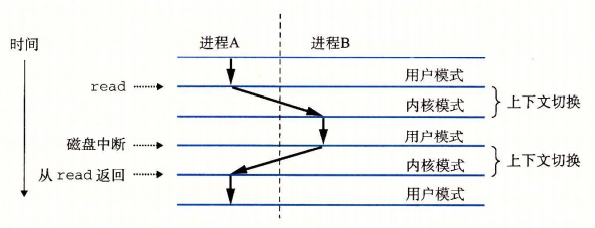 时间
进程A 进程B
用户模式
read
内核模式 上下文切换
用户模式
磁盘中断
内核模式 上下文切换
从 read 返回
用户模式